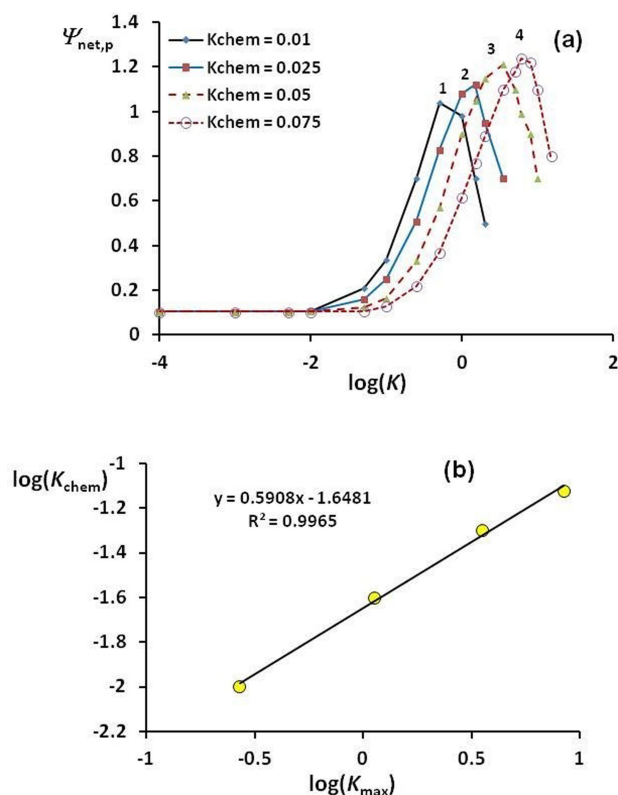 Ψnet,p
(a)
Kchem = 0.01
Kchem = 0.025
Kchem = 0.05
Kchem = 0.075
1 2 3 4
1.4
1.2
1
0.8
0.6
0.4
0.2
0
-4 -2 0 2
log(K)
(b)
log(Kchem)
y = 0.5908x - 1.6481
R² = 0.9965
-1
-1.2
-1.4
-1.6
-1.8
-2
-2.2
-1 -0.5 0 0.5 1
log(Kmax)